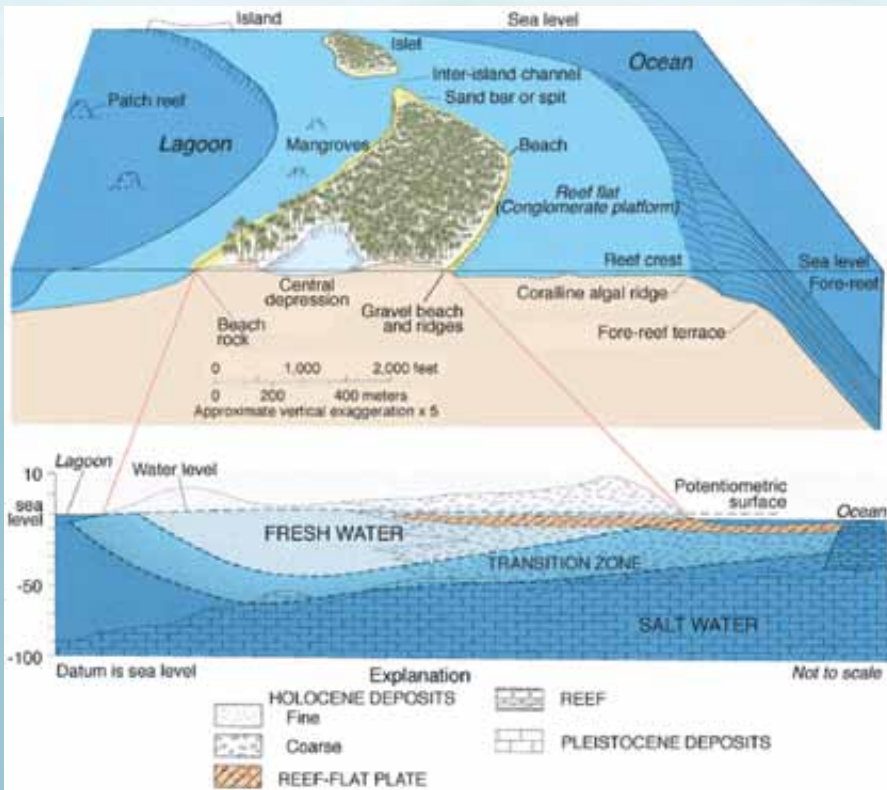 Island
Sea level
Islet
Ocean
Inter-island channel
Patch reef
Sand bar or spit
Lagoon
Mangroves
Beach
Reef flat
(Conglomerate platform)
Reef crest
Sea level
Fore-reef
Central
depression
Coralline algal ridge
Gravel beach
and ridges
Beach
rock
Fore-reef terrace
0 1,000 2,000 feet
0 200 400 meters
Approximate vertical exaggeration x 5
Lagoon
10
Water level
Potentiometric
surface
sea
level
Ocean
FRESH WATER
TRANSITION ZONE
-50
SALT WATER
-100
Datum is sea level
Explanation
Not to scale
HOLOCENE DEPOSITS
Fine
Coarse
REEF-FLAT PLATE
REEF
PLEISTOCENE DEPOSITS